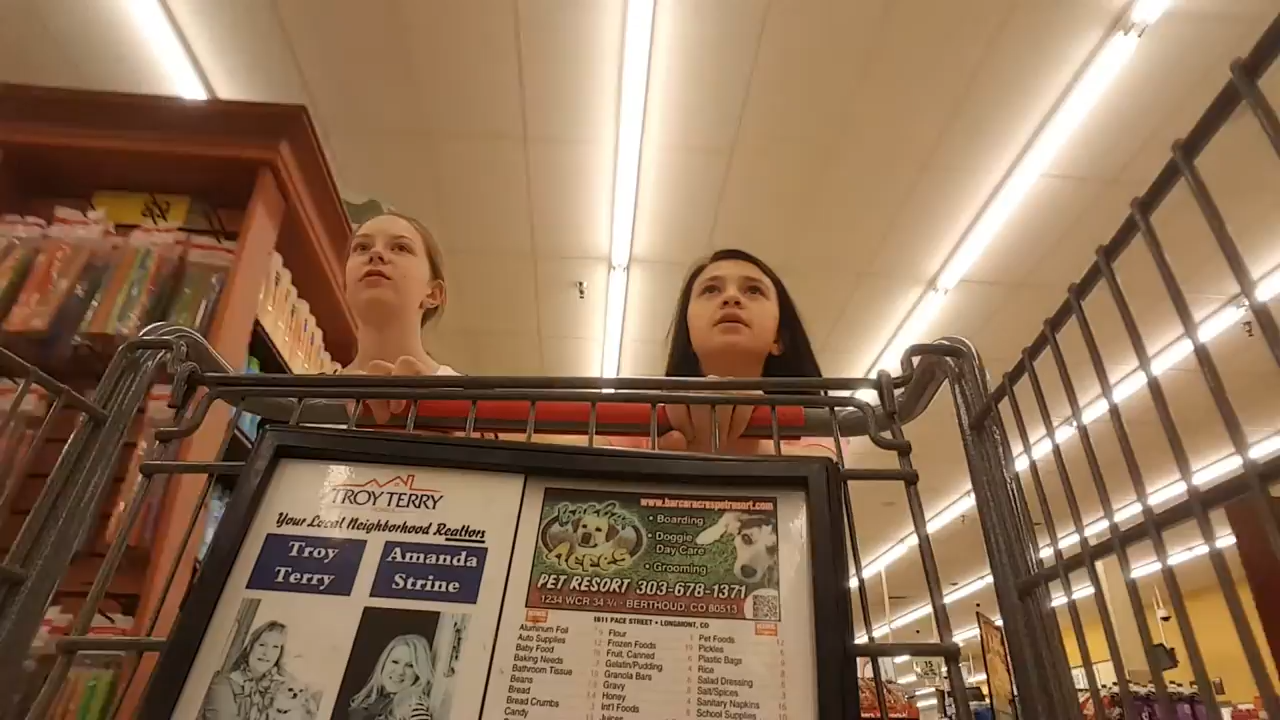 TROY TERRY
Your Local Neighborhood Realtors
Troy
Terry
Amanda
Strine
www.barcaracrespetresort.com
Acres
• Boarding
• Doggie
Day Care
• Grooming
PET RESORT 303-678-1371
1234 WCR 34 ¾ • BERTHOUD, CO 80513
1611 PACE STREET • LONGMONT, CO
Aluminum Foil
Auto Supplies
Baby Food
Baking Needs
Bathroom Tissue
Beans
Bread
Bread Crumbs
Candy
Flour
Frozen Foods
Fruit, Canned
Gelatin/Pudding
Granola Bars
Gravy
Honey
Int'l Foods
Juices
Pet Foods
Pickles
Plastic Bags
Rice
Salad Dressing
Salt/Spices
Sanitary Napkins
School Supplies
15